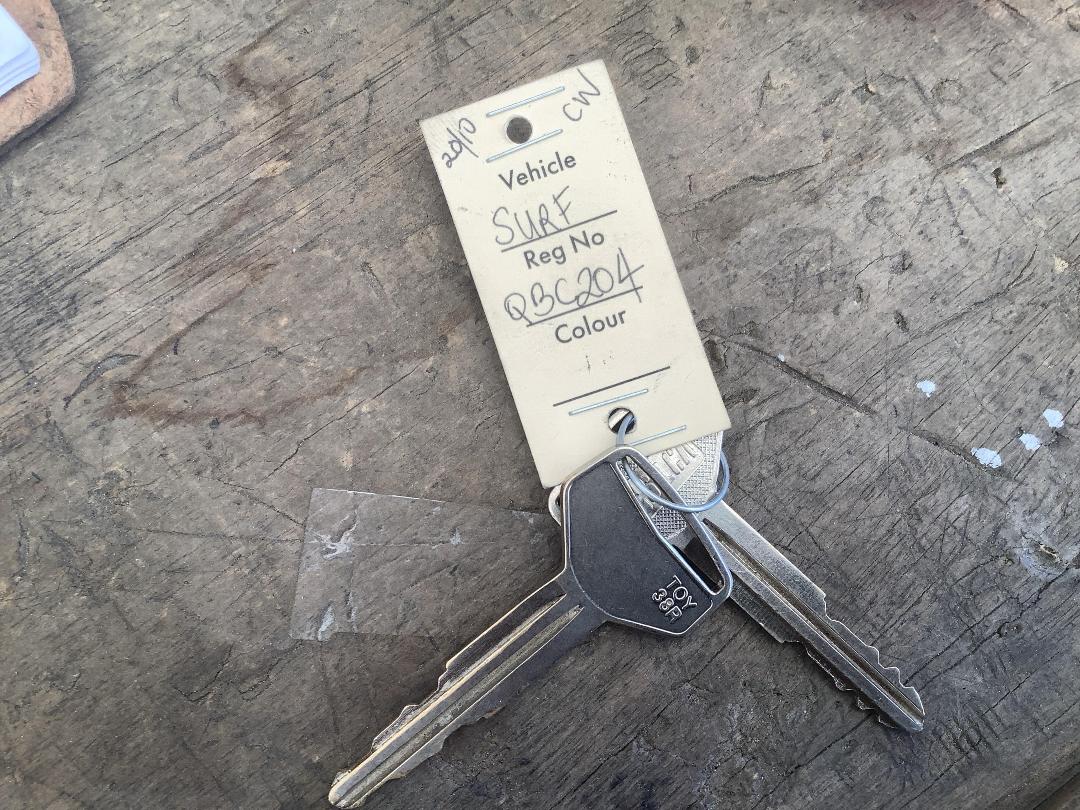 20/10
CW
Vehicle
SURF
Reg No
QBC204
Colour
TOY
38R